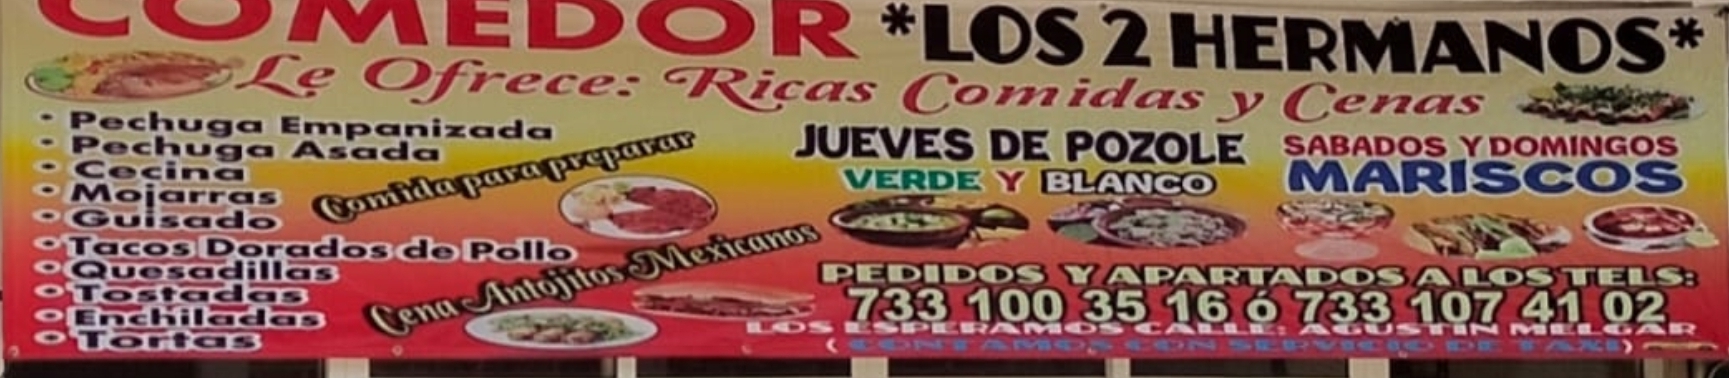 COMEDOR *LOS 2 HERMANOS*
Le Ofrece: Ricas Comidas y Cenas
• Pechuga Empanizada
• Pechuga Asada
• Cecina
• Mojarras
• Guisado
• Tacos Dorados de Pollo
• Quesadillas
• Tostadas
• Enchiladas
• Tortas
Comida para preparar
Cena Antojitos Mexicanos
JUEVES DE POZOLE
VERDE Y BLANCO
SABADOS Y DOMINGOS
MARISCOS
PEDIDOS Y APARTADOS A LOS TELS:
733 100 35 16 ó 733 107 41 02
LOS ESPERAMOS CALLE: AGUSTIN MELGAR
(CONTAMOS CON SERVICIO DE TAXI)